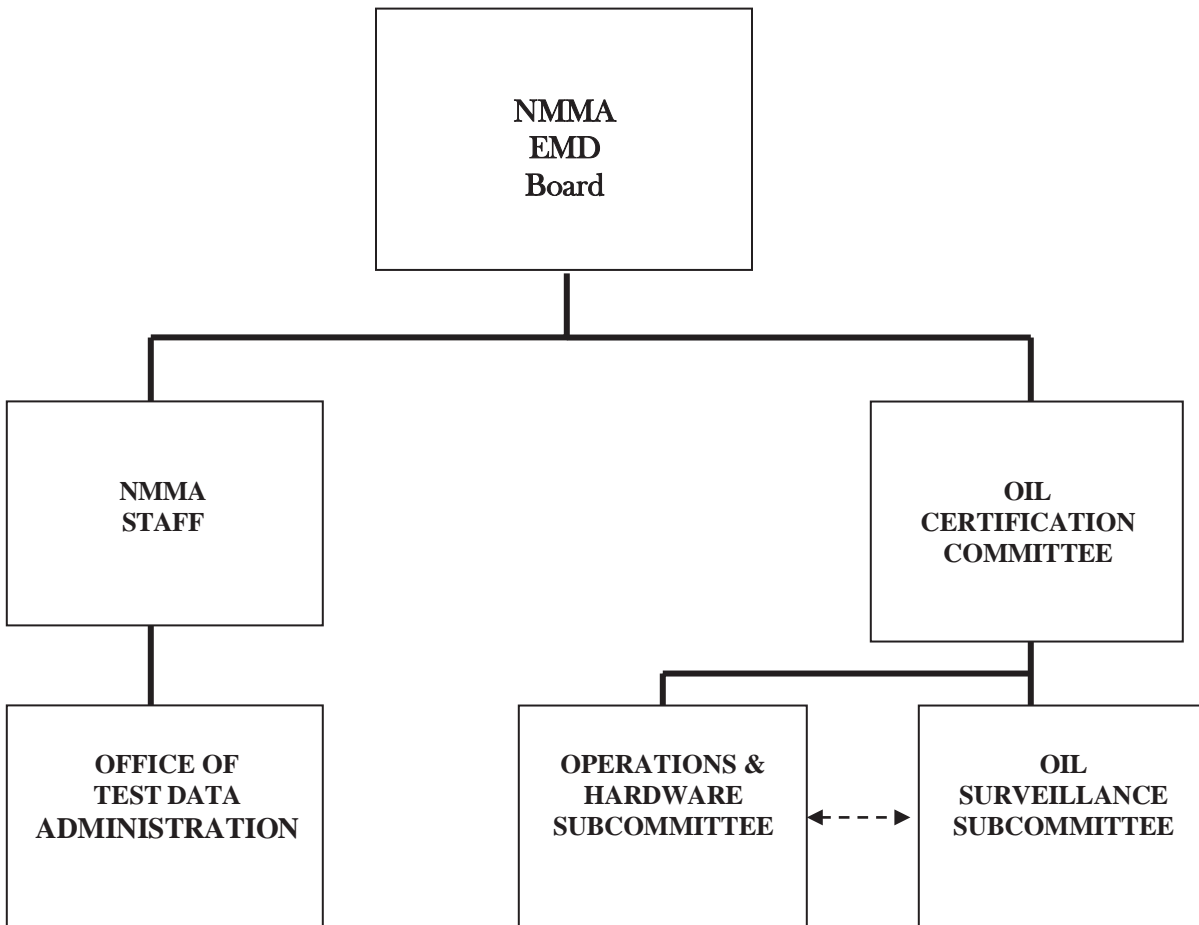 NMMA
EMD
Board
NMMA
STAFF
OIL
CERTIFICATION
COMMITTEE
OFFICE OF
TEST DATA
ADMINISTRATION
OPERATIONS &
HARDWARE
SUBCOMMITTEE
OIL
SURVEILLANCE
SUBCOMMITTEE